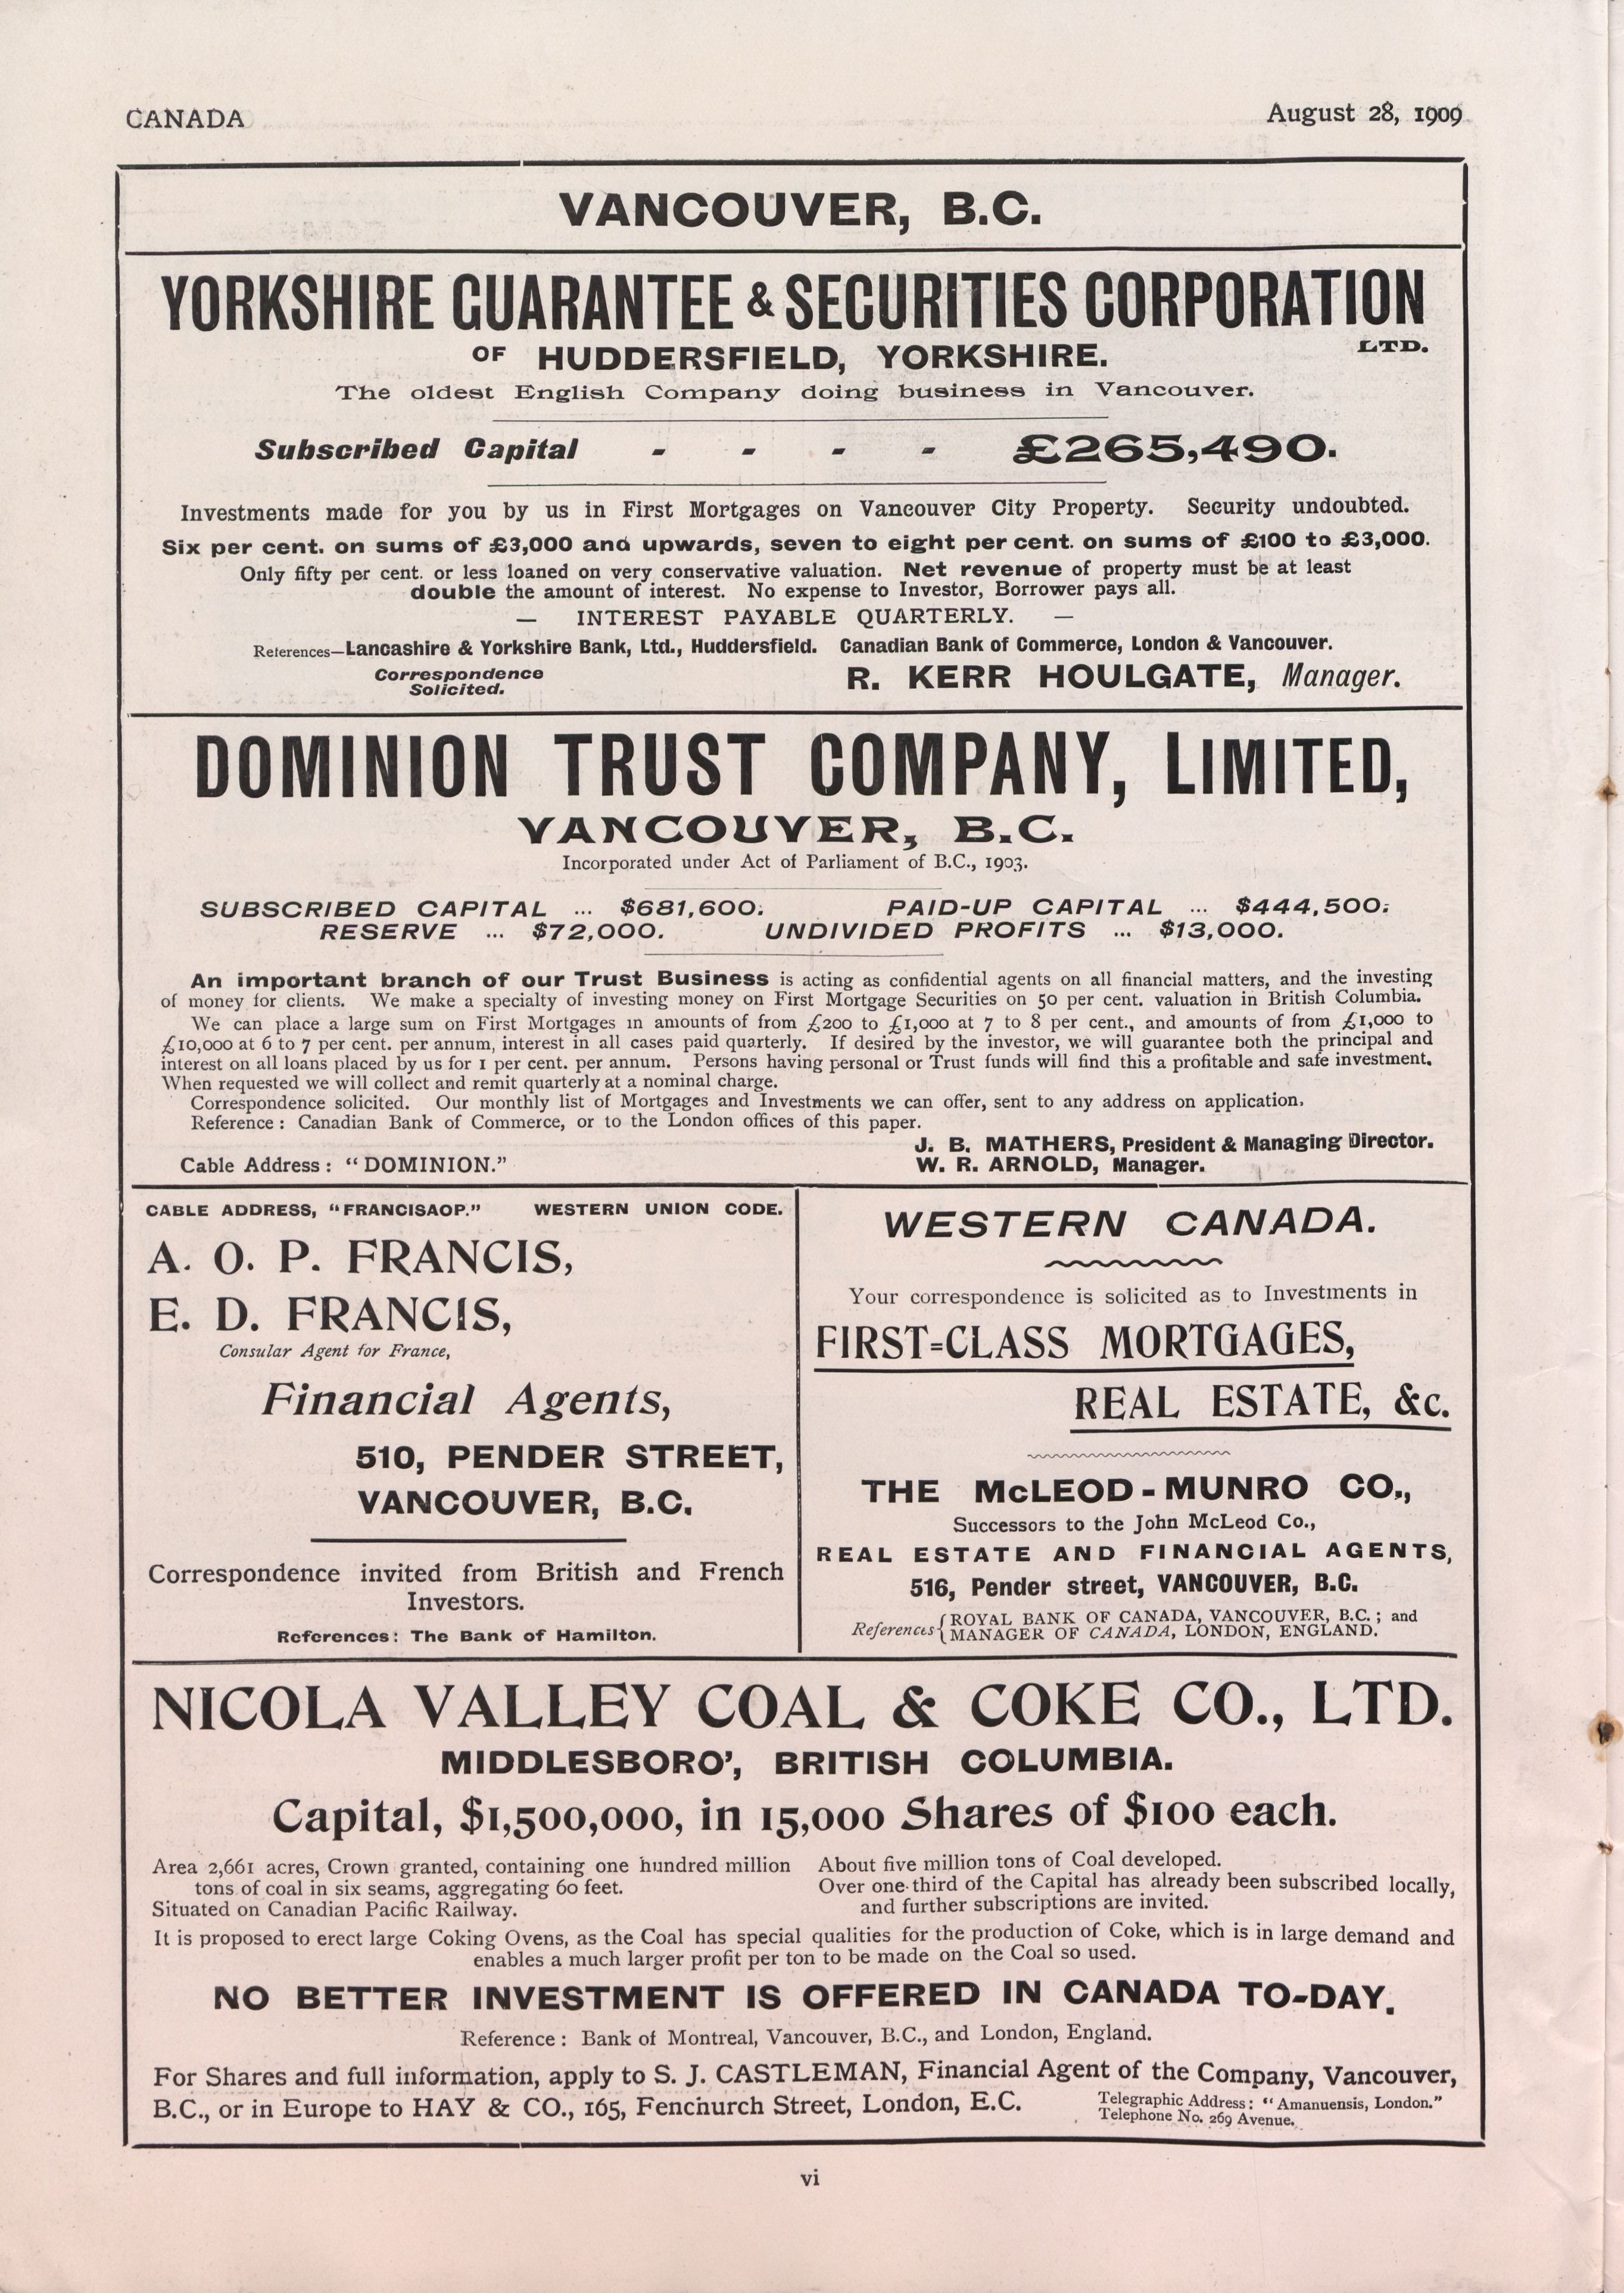 CANADA
August 28, 1909
VANCOUVER, B.C.
YORKSHIRE GUARANTEE & SECURITIES CORPORATION
LTD.
OF HUDDERSFIELD, YORKSHIRE.
The oldest English Company doing business in Vancouver.
Subscribed Capital - - - - £265,490.
Investments made for you by us in First Mortgages on Vancouver City Property. Security undoubted.
Six per cent. on sums of £3,000 and upwards, seven to eight per cent. on sums of £100 to £3,000.
Only fifty per cent. or less loaned on very conservative valuation. Net revenue of property must be at least
double the amount of interest. No expense to Investor, Borrower pays all.
— INTEREST PAYABLE QUARTERLY. —
References—Lancashire & Yorkshire Bank, Ltd., Huddersfield. Canadian Bank of Commerce, London & Vancouver.
Correspondence
Solicited.
R. KERR HOULGATE, Manager.
DOMINION TRUST COMPANY, LIMITED,
VANCOUVER, B.C.
Incorporated under Act of Parliament of B.C., 1903.
SUBSCRIBED CAPITAL ... $681,600. PAID-UP CAPITAL ... $444,500.
RESERVE ... $72,000. UNDIVIDED PROFITS ... $13,000.
An important branch of our Trust Business is acting as confidential agents on all financial matters, and the investing
of money for clients. We make a specialty of investing money on First Mortgage Securities on 50 per cent. valuation in British Columbia.
We can place a large sum on First Mortgages in amounts of from £200 to £1,000 at 7 to 8 per cent., and amounts of from £1,000 to
£10,000 at 6 to 7 per cent. per annum, interest in all cases paid quarterly. If desired by the investor, we will guarantee both the principal and
interest on all loans placed by us for 1 per cent. per annum. Persons having personal or Trust funds will find this a profitable and safe investment.
When requested we will collect and remit quarterly at a nominal charge.
Correspondence solicited. Our monthly list of Mortgages and Investments we can offer, sent to any address on application.
Reference: Canadian Bank of Commerce, or to the London offices of this paper.
J. B. MATHERS, President & Managing Director.
Cable Address: "DOMINION."
W. R. ARNOLD, Manager.
CABLE ADDRESS, "FRANCISAOP." WESTERN UNION CODE.
A. O. P. FRANCIS,
E. D. FRANCIS,
Consular Agent for France,
Financial Agents,
510, PENDER STREET,
VANCOUVER, B.C.
Correspondence invited from British and French
Investors.
References: The Bank of Hamilton.
WESTERN CANADA.
Your correspondence is solicited as to Investments in
FIRST=CLASS MORTGAGES,
REAL ESTATE, &c.
THE McLEOD-MUNRO CO.,
Successors to the John McLeod Co.,
REAL ESTATE AND FINANCIAL AGENTS,
516, Pender street, VANCOUVER, B.C.
References { ROYAL BANK OF CANADA, VANCOUVER, B.C.; and
MANAGER OF CANADA, LONDON, ENGLAND.
NICOLA VALLEY COAL & COKE CO., LTD.
MIDDLESBORO', BRITISH COLUMBIA.
Capital, $1,500,000, in 15,000 Shares of $100 each.
Area 2,661 acres, Crown granted, containing one hundred million
tons of coal in six seams, aggregating 60 feet.
Situated on Canadian Pacific Railway.
About five million tons of Coal developed.
Over one-third of the Capital has already been subscribed locally,
and further subscriptions are invited.
It is proposed to erect large Coking Ovens, as the Coal has special qualities for the production of Coke, which is in large demand and
enables a much larger profit per ton to be made on the Coal so used.
NO BETTER INVESTMENT IS OFFERED IN CANADA TO-DAY.
Reference: Bank of Montreal, Vancouver, B.C., and London, England.
For Shares and full information, apply to S. J. CASTLEMAN, Financial Agent of the Company, Vancouver,
B.C., or in Europe to HAY & CO., 165, Fenchurch Street, London, E.C.
Telegraphic Address: "Amanuensis, London."
Telephone No. 269 Avenue.
vi